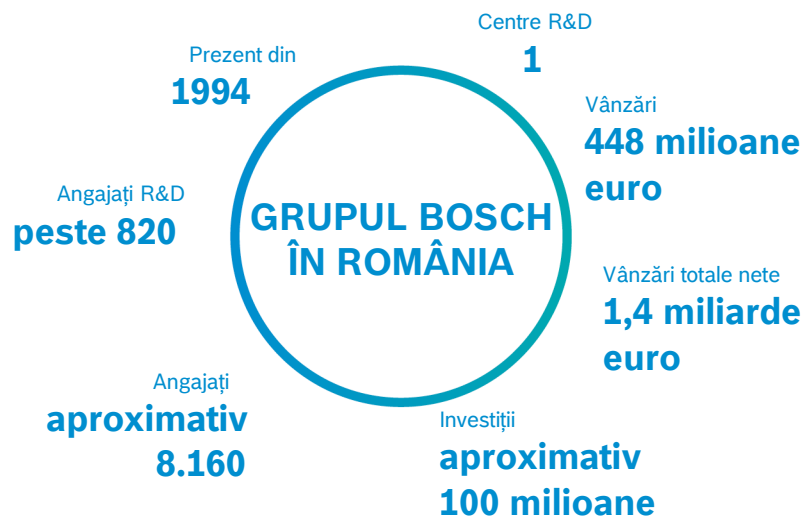 Centre R&D
1
Prezent din
1994
Vânzări
448 milioane
euro
Angajați R&D
peste 820
GRUPUL BOSCH
ÎN ROMÂNIA
Vânzări totale nete
1,4 miliarde
euro
Angajați
aproximativ
8.160
Investiții
aproximativ
100 milioane